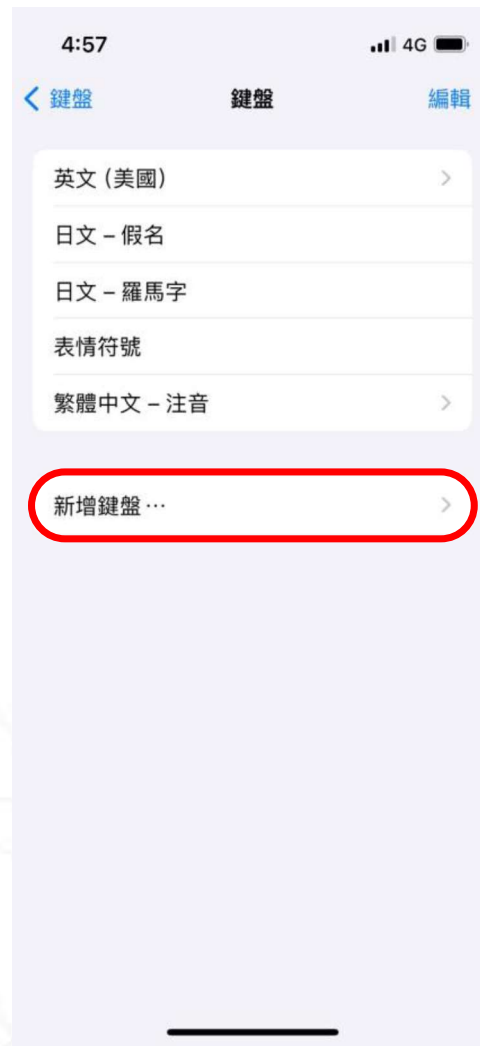 4:57 4G
鍵盤 鍵盤 編輯
英文 (美國)
日文 – 假名
日文 – 羅馬字
表情符號
繁體中文 – 注音
新增鍵盤 ⋯